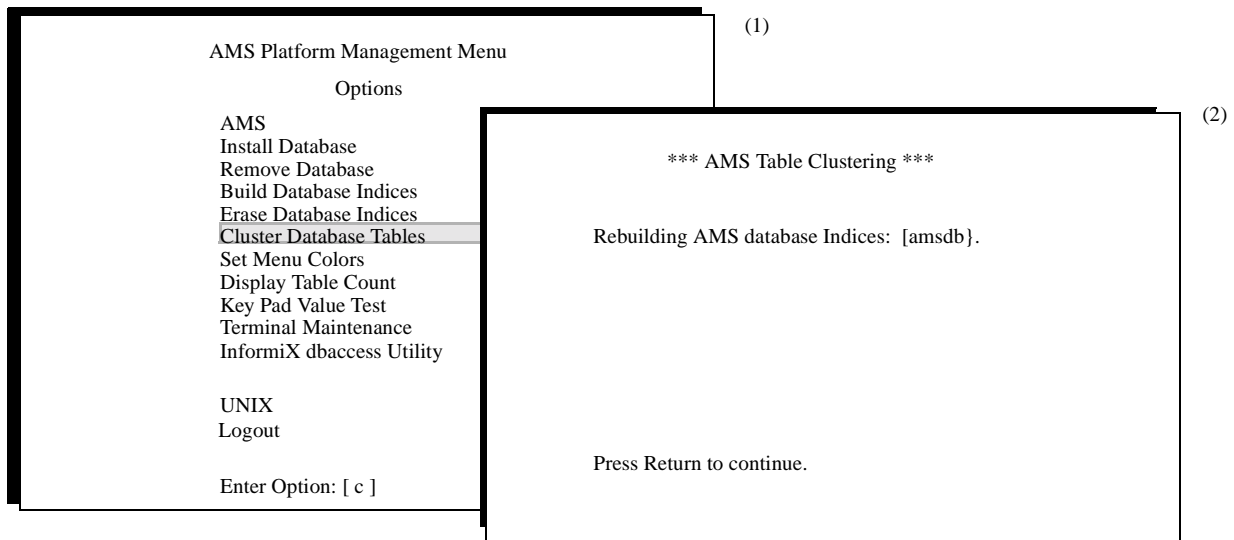 (1)
AMS Platform Management Menu
Options
AMS
Install Database
Remove Database
Build Database Indices
Erase Database Indices
Cluster Database Tables
Set Menu Colors
Display Table Count
Key Pad Value Test
Terminal Maintenance
InformiX dbaccess Utility
UNIX
Logout
Enter Option: [ c ]
(2)
*** AMS Table Clustering ***
Rebuilding AMS database Indices: [amsdb}.
Press Return to continue.